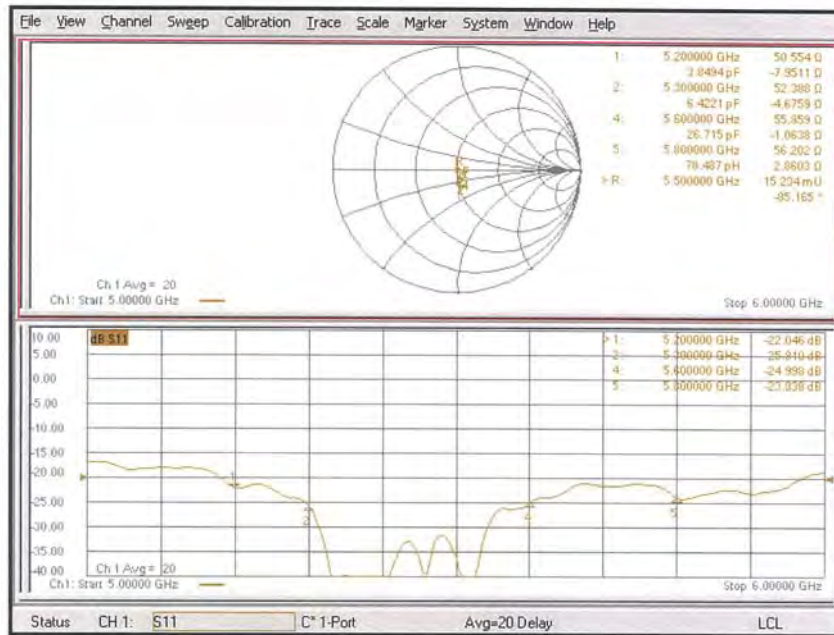 File View Channel Sweep Calibration Trace Scale Marker System Window Help
1: 5.200000 GHz 50.554 Ω
3.8494 pF -7.9511 Ω
2: 5.300000 GHz 52.388 Ω
6.4221 pF -4.6759 Ω
4: 5.600000 GHz 55.859 Ω
26.715 pF -1.0638 Ω
5: 5.800000 GHz 56.202 Ω
78.487 pH 2.8603 Ω
>R: 5.500000 GHz 15.234 mU
-85.165 °
Ch 1 Avg = 20
Ch1: Start 5.00000 GHz
Stop 6.00000 GHz
10.00
dB S11
5.00
0.00
-5.00
-10.00
-15.00
-20.00
-25.00
-30.00
-35.00
-40.00
>1: 5.200000 GHz -22.046 dB
2: 5.300000 GHz -25.810 dB
4: 5.600000 GHz -24.998 dB
5: 5.800000 GHz -23.838 dB
1
2
4
5
Ch 1 Avg = 20
Ch1: Start 5.00000 GHz
Stop 6.00000 GHz
Status CH 1: S11 C* 1-Port Avg=20 Delay LCL